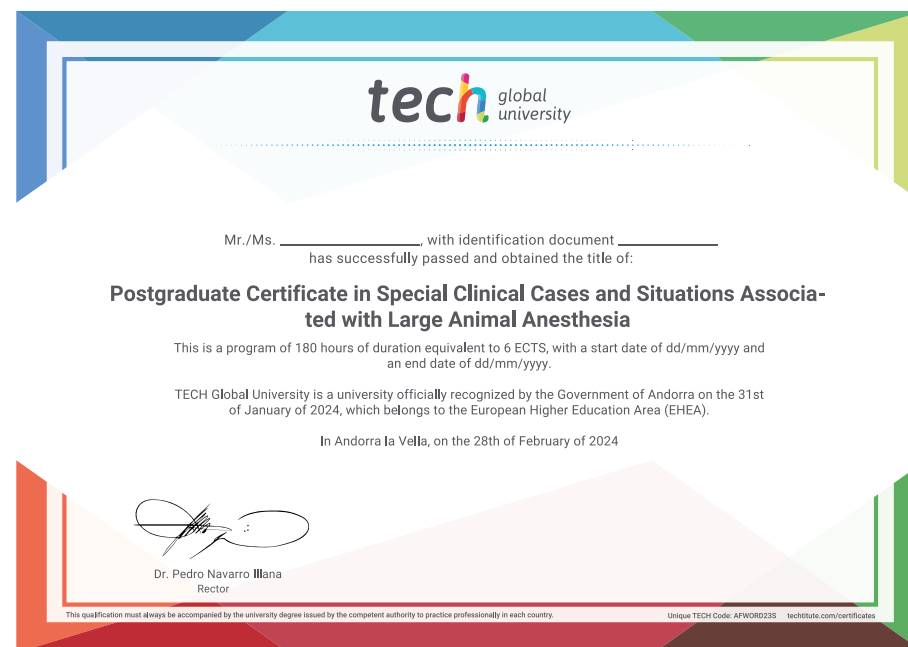 tech global university
Mr./Ms. ____________, with identification document ____________
has successfully passed and obtained the title of:
Postgraduate Certificate in Special Clinical Cases and Situations Associa-
ted with Large Animal Anesthesia
This is a program of 180 hours of duration equivalent to 6 ECTS, with a start date of dd/mm/yyyy and
an end date of dd/mm/yyyy.
TECH Global University is a university officially recognized by the Government of Andorra on the 31st
of January of 2024, which belongs to the European Higher Education Area (EHEA).
In Andorra la Vella, on the 28th of February of 2024
Dr. Pedro Navarro Illana
Rector
This qualification must always be accompanied by the university degree issued by the competent authority to practice professionally in each country.
Unique TECH Code: AFWORD23S techtitute.com/certificates